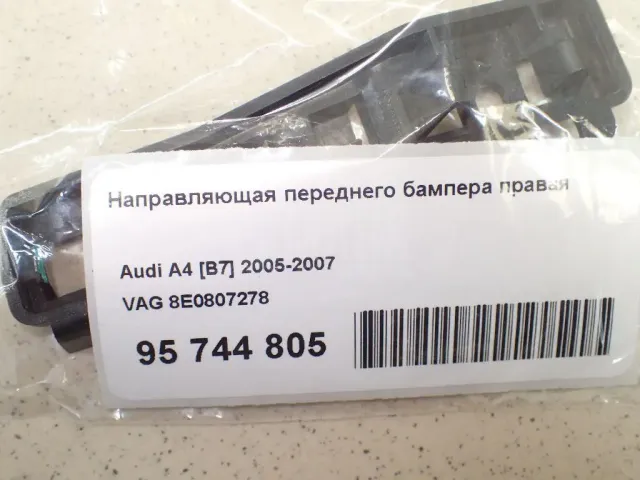 Направляющая переднего бампера правая
Audi A4 [B7] 2005-2007
VAG 8E0807278
95 744 805